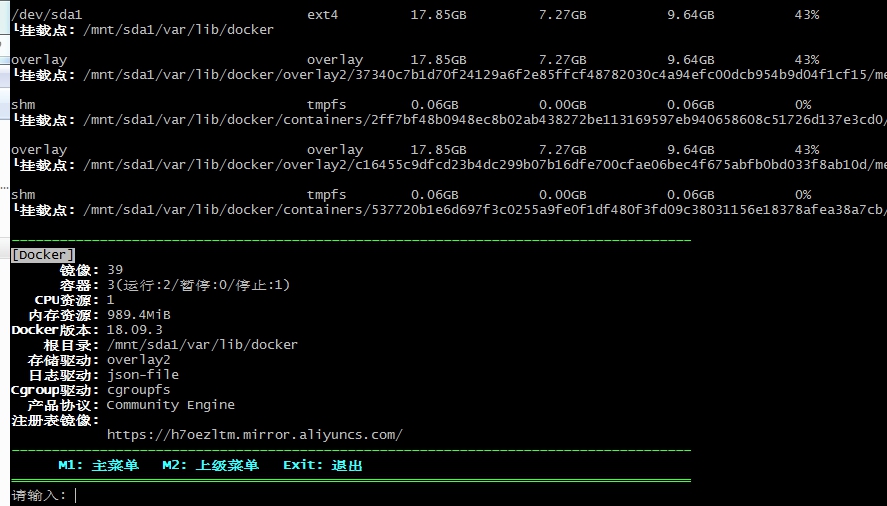 /dev/sda1 ext4 17.85GB 7.27GB 9.64GB 43%
┗挂载点: /mnt/sda1/var/lib/docker
overlay overlay 17.85GB 7.27GB 9.64GB 43%
┗挂载点: /mnt/sda1/var/lib/docker/overlay2/37340c7b1d70f24129a6f2e85ffcf48782030c4a94efc00dcb954b9d04f1cf15/me
shm tmpfs 0.06GB 0.00GB 0.06GB 0%
┗挂载点: /mnt/sda1/var/lib/docker/containers/2ff7bf48b0948ec8b02ab438272be113169597eb940658608c51726d137e3cd0/
overlay overlay 17.85GB 7.27GB 9.64GB 43%
┗挂载点: /mnt/sda1/var/lib/docker/overlay2/c16455c9dfcd23b4dc299b07b16dfe700cfae06bec4f675abfb0bd033f8ab10d/me
shm tmpfs 0.06GB 0.00GB 0.06GB 0%
┗挂载点: /mnt/sda1/var/lib/docker/containers/537720b1e6d697f3c0255a9fe0f1df480f3fd09c38031156e18378afea38a7cb/
[Docker]
镜像: 39
容器: 3(运行:2/暂停:0/停止:1)
CPU资源: 1
内存资源: 989.4MiB
Docker版本: 18.09.3
根目录: /mnt/sda1/var/lib/docker
存储驱动: overlay2
日志驱动: json-file
Cgroup驱动: cgroupfs
产品协议: Community Engine
注册表镜像:
https://h7oezltm.mirror.aliyuncs.com/
M1: 主菜单 M2: 上级菜单 Exit: 退出
请输入: